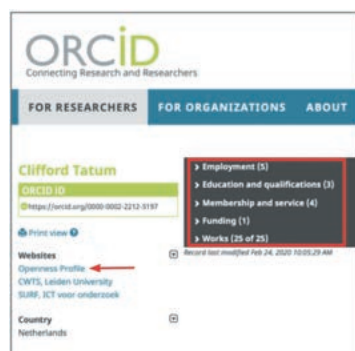 ORCID
Connecting Research and Researchers
FOR RESEARCHERS FOR ORGANIZATIONS ABOUT
Clifford Tatum
ORCID iD
https://orcid.org/0000-0002-2212-3197
Print view
Websites
Openness Profile
CWTS, Leiden University
SURF, ICT voor onderzoek
Country
Netherlands
> Employment (5)
> Education and qualifications (3)
> Membership and service (4)
> Funding (1)
> Works (25 of 25)
Record last modified Feb 24, 2020 10:05:29 AM